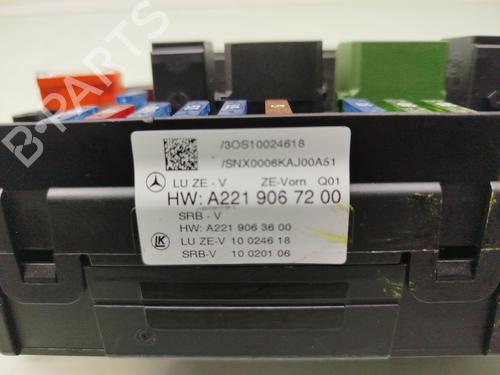 /3OS10024618
/SNX0006KAJ00A51
LU ZE - V ZE-Vorn Q01
HW: A221 906 72 00
SRB - V
HW: A221 906 36 00
LU ZE-V 10 0246 18
SRB-V 10 0201 06
LK